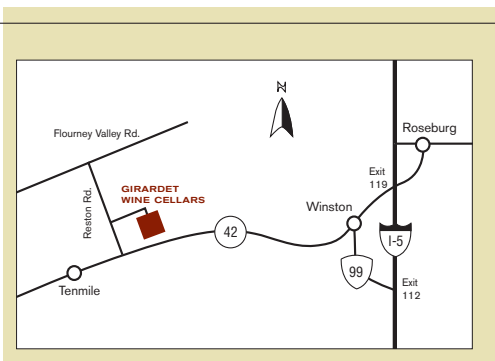 N
Roseburg
Flourney Valley Rd.
Exit
119
Reston Rd.
GIRARDET
WINE CELLARS
Winston
42
I-5
99
Tenmile
Exit
112